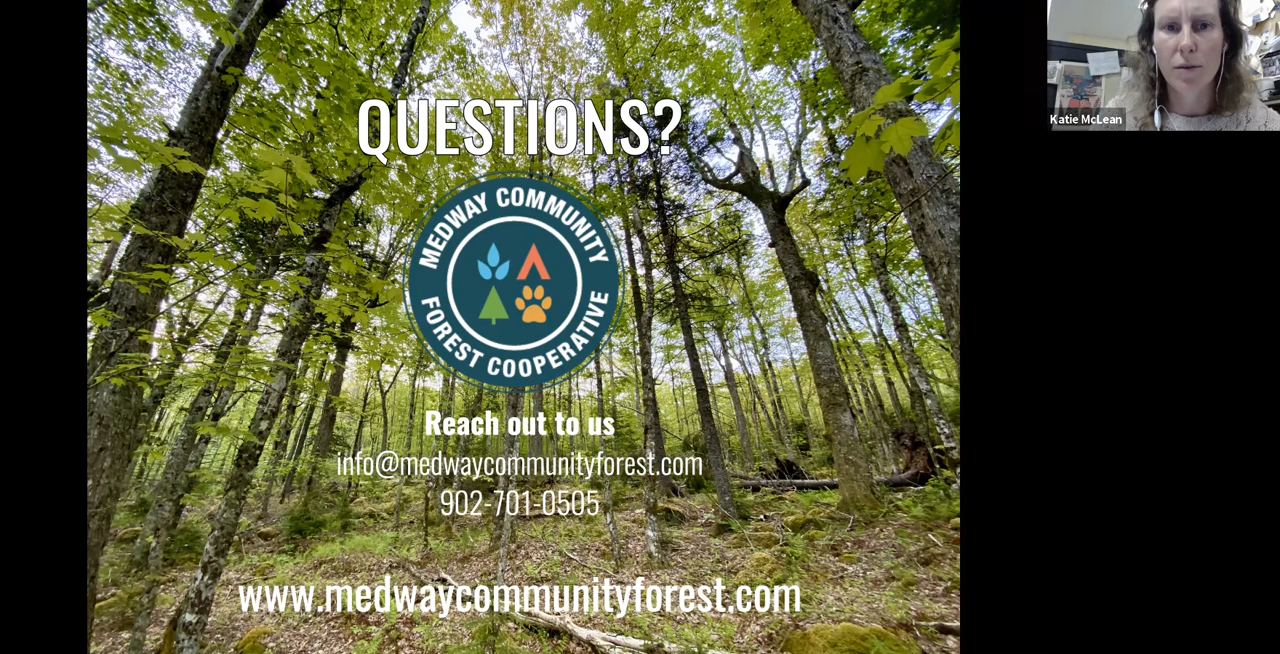 QUESTIONS?
MEDWAY COMMUNITY
FOREST COOPERATIVE
Reach out to us
info@medwaycommunityforest.com
902-701-0505
www.medwaycommunityforest.com
Katie McLean